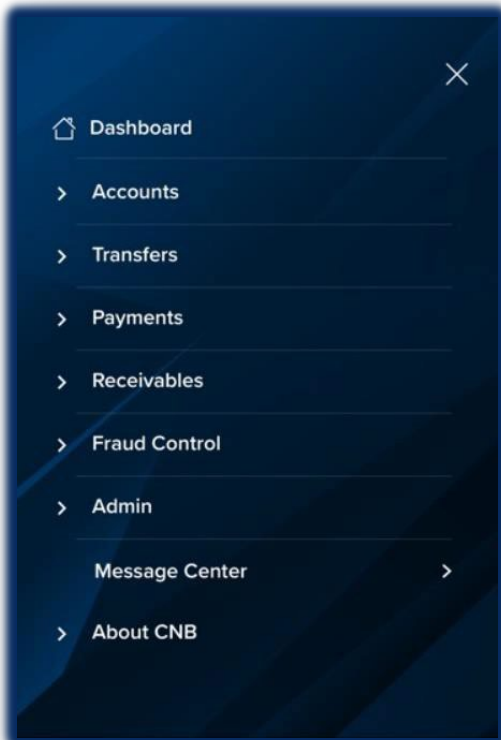 Dashboard
Accounts
Transfers
Payments
Receivables
Fraud Control
Admin
Message Center
About CNB